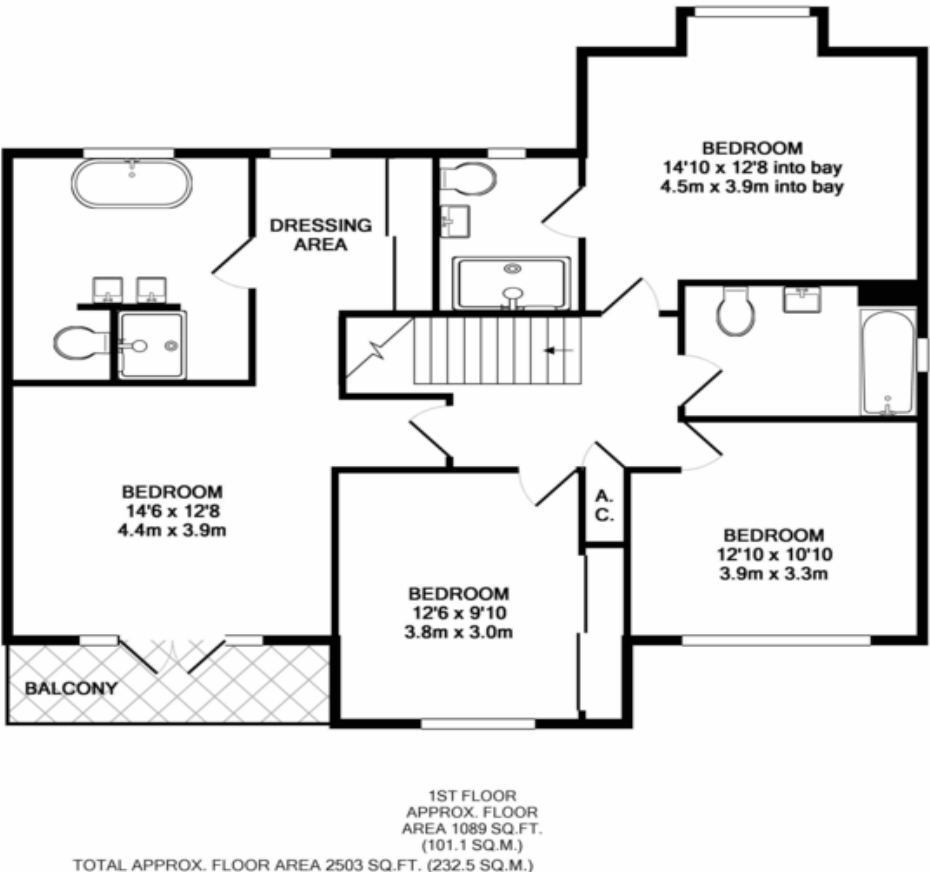 BEDROOM
14'10 x 12'8 into bay
4.5m x 3.9m into bay
DRESSING
AREA
BEDROOM
14'6 x 12'8
4.4m x 3.9m
A.
C.
BEDROOM
12'10 x 10'10
3.9m x 3.3m
BEDROOM
12'6 x 9'10
3.8m x 3.0m
BALCONY
1ST FLOOR
APPROX. FLOOR
AREA 1089 SQ.FT.
(101.1 SQ.M.)
TOTAL APPROX. FLOOR AREA 2503 SQ.FT. (232.5 SQ.M.)